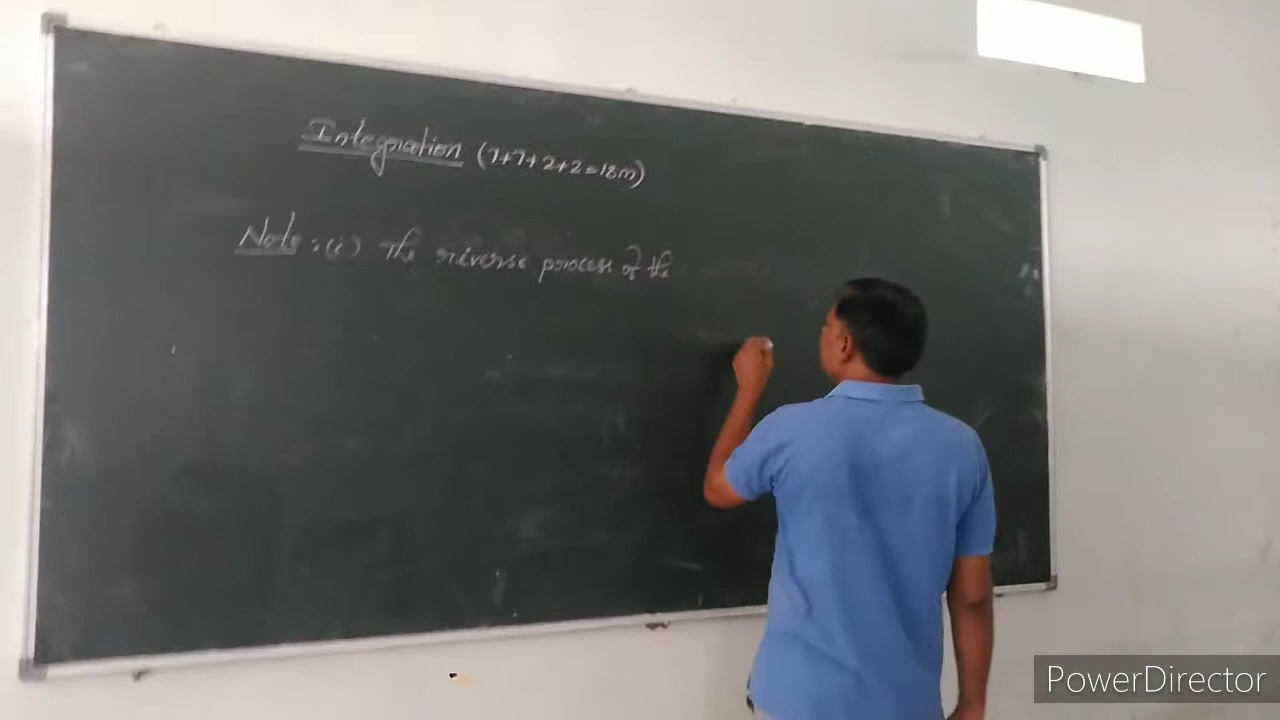 Integration (7+7+2+2=18m)
Note :(i) The reverse process of the
PowerDirector